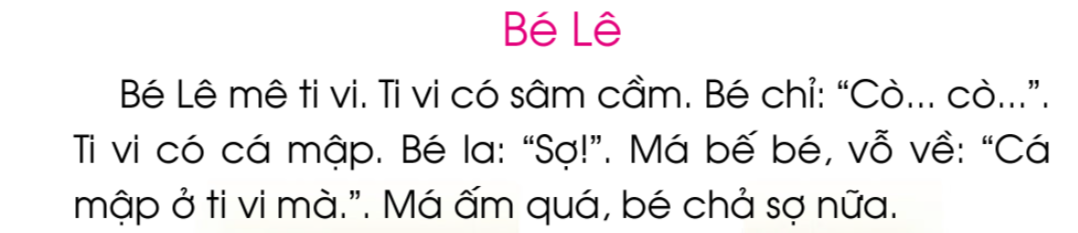 Bé Lê
Bé Lê mê ti vi. Ti vi có sâm cầm. Bé chỉ: “Cò... cò...”.
Ti vi có cá mập. Bé la: “Sợ!”. Má bế bé, vỗ về: “Cá
mập ở ti vi mà.”. Má ấm quá, bé chả sợ nữa.